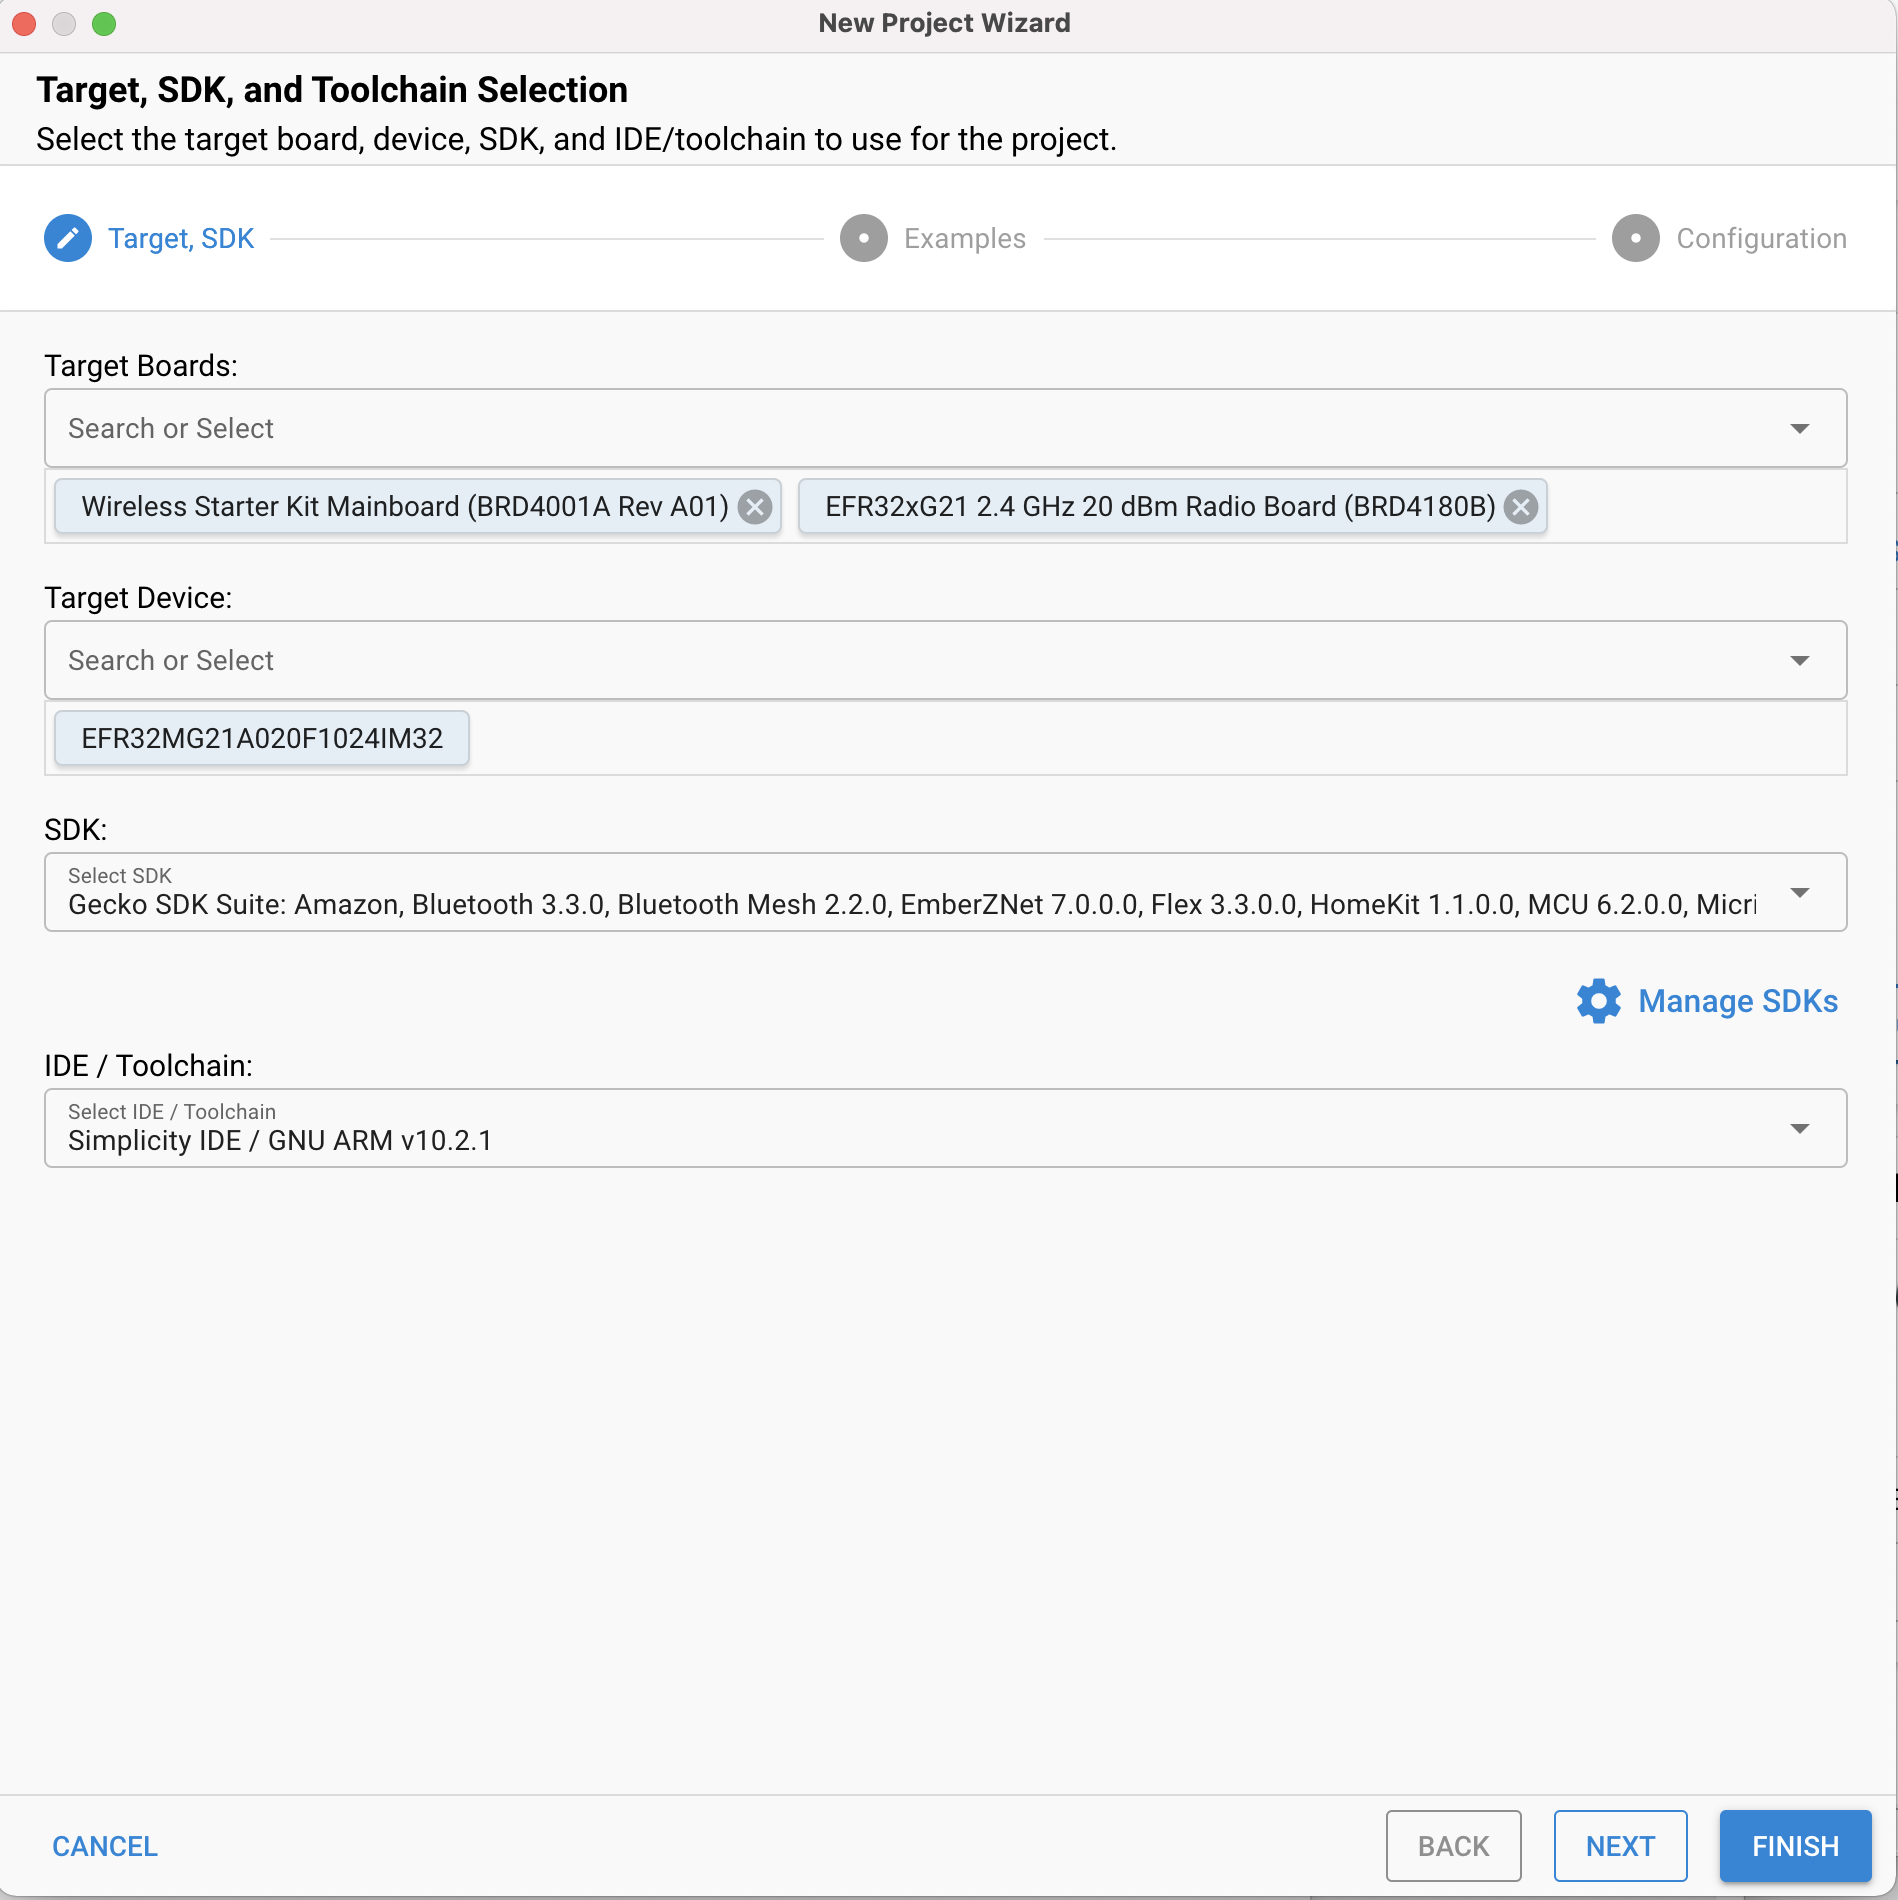 New Project Wizard
Target, SDK, and Toolchain Selection
Select the target board, device, SDK, and IDE/toolchain to use for the project.
Target, SDK
Examples
Configuration
Target Boards:
Search or Select
Wireless Starter Kit Mainboard (BRD4001A Rev A01)
EFR32xG21 2.4 GHz 20 dBm Radio Board (BRD4180B)
Target Device:
Search or Select
EFR32MG21A020F1024IM32
SDK:
Select SDK
Gecko SDK Suite: Amazon, Bluetooth 3.3.0, Bluetooth Mesh 2.2.0, EmberZNet 7.0.0.0, Flex 3.3.0.0, HomeKit 1.1.0.0, MCU 6.2.0.0, Micri
Manage SDKs
IDE / Toolchain:
Select IDE / Toolchain
Simplicity IDE / GNU ARM v10.2.1
CANCEL
BACK
NEXT
FINISH